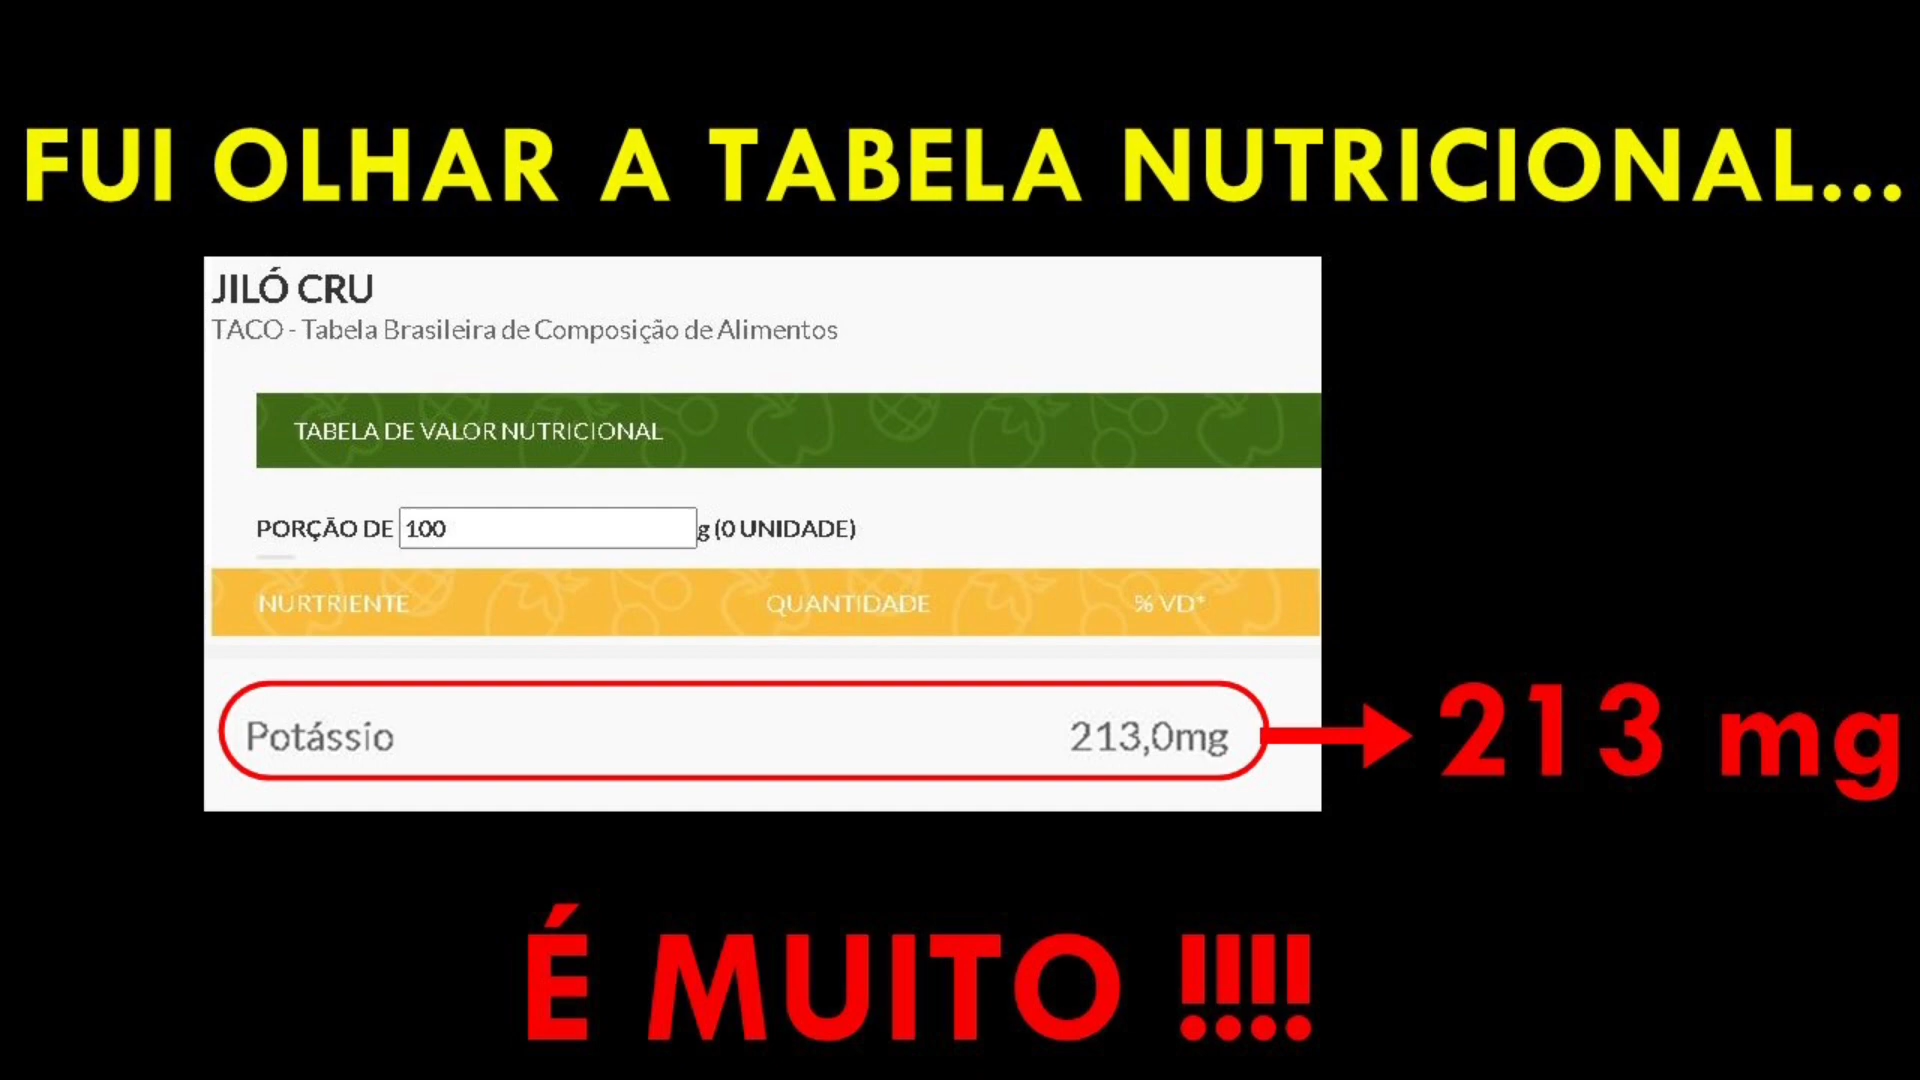 FUI OLHAR A TABELA NUTRICIONAL...
JILÓ CRU
TACO - Tabela Brasileira de Composição de Alimentos
TABELA DE VALOR NUTRICIONAL
PORÇÃO DE 100 g (0 UNIDADE)
NURTRIENTE QUANTIDADE % VD*
Potássio 213,0mg 213 mg
É MUITO !!!!